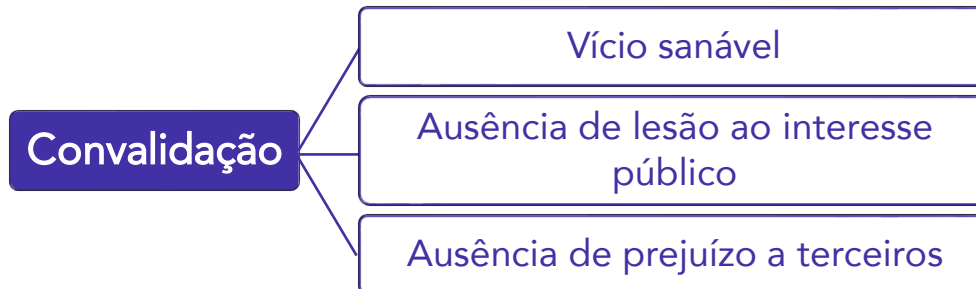 Convalidação
Vício sanável
Ausência de lesão ao interesse
público
Ausência de prejuízo a terceiros